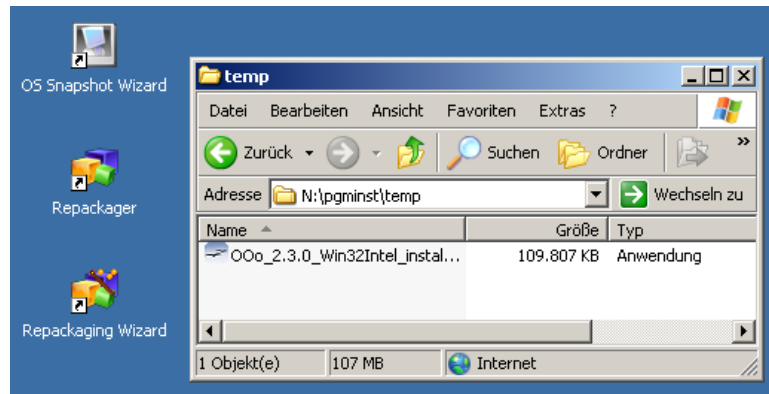 OS Snapshot Wizard
Repackager
Repackaging Wizard
temp
Datei Bearbeiten Ansicht Favoriten Extras ?
Zurück Suchen Ordner »
Adresse N:\pgminst\temp Wechseln zu
Name Größe Typ
OOo_2.3.0_Win32Intel_instal... 109.807 KB Anwendung
1 Objekt(e) 107 MB Internet